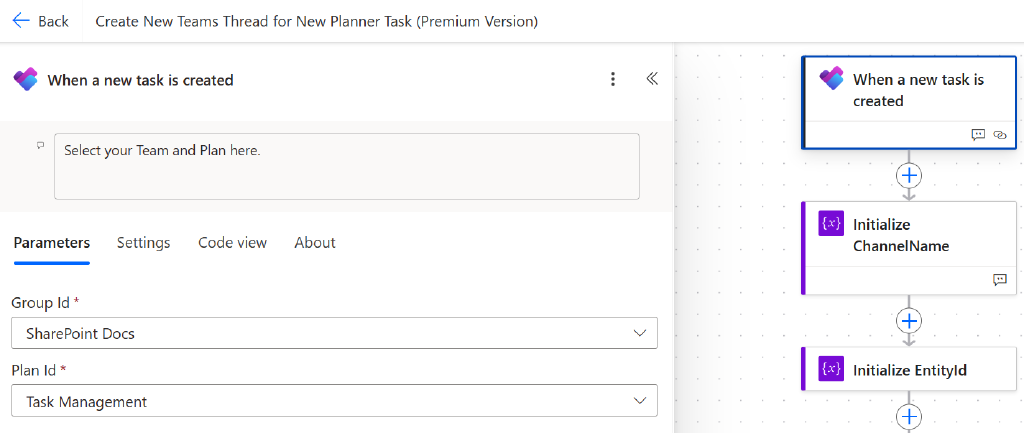 Back
Create New Teams Thread for New Planner Task (Premium Version)
When a new task is created
Select your Team and Plan here.
Parameters
Settings
Code view
About
Group Id *
SharePoint Docs
Plan Id *
Task Management
When a new task is
created
{x}
Initialize
ChannelName
{x}
Initialize EntityId